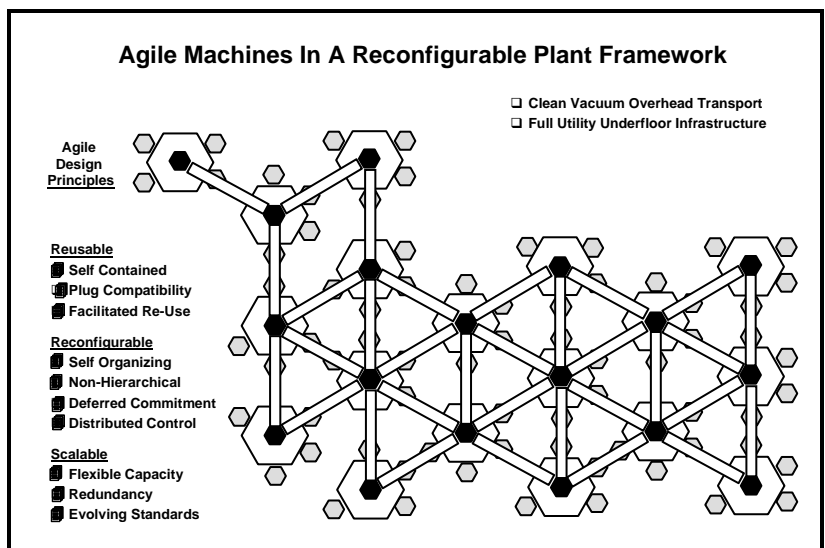 Agile Machines In A Reconfigurable Plant Framework
❑ Clean Vacuum Overhead Transport
❑ Full Utility Underfloor Infrastructure
Agile
Design
Principles
Reusable
Self Contained
Plug Compatibility
Facilitated Re-Use
Reconfigurable
Self Organizing
Non-Hierarchical
Deferred Commitment
Distributed Control
Scalable
Flexible Capacity
Redundancy
Evolving Standards